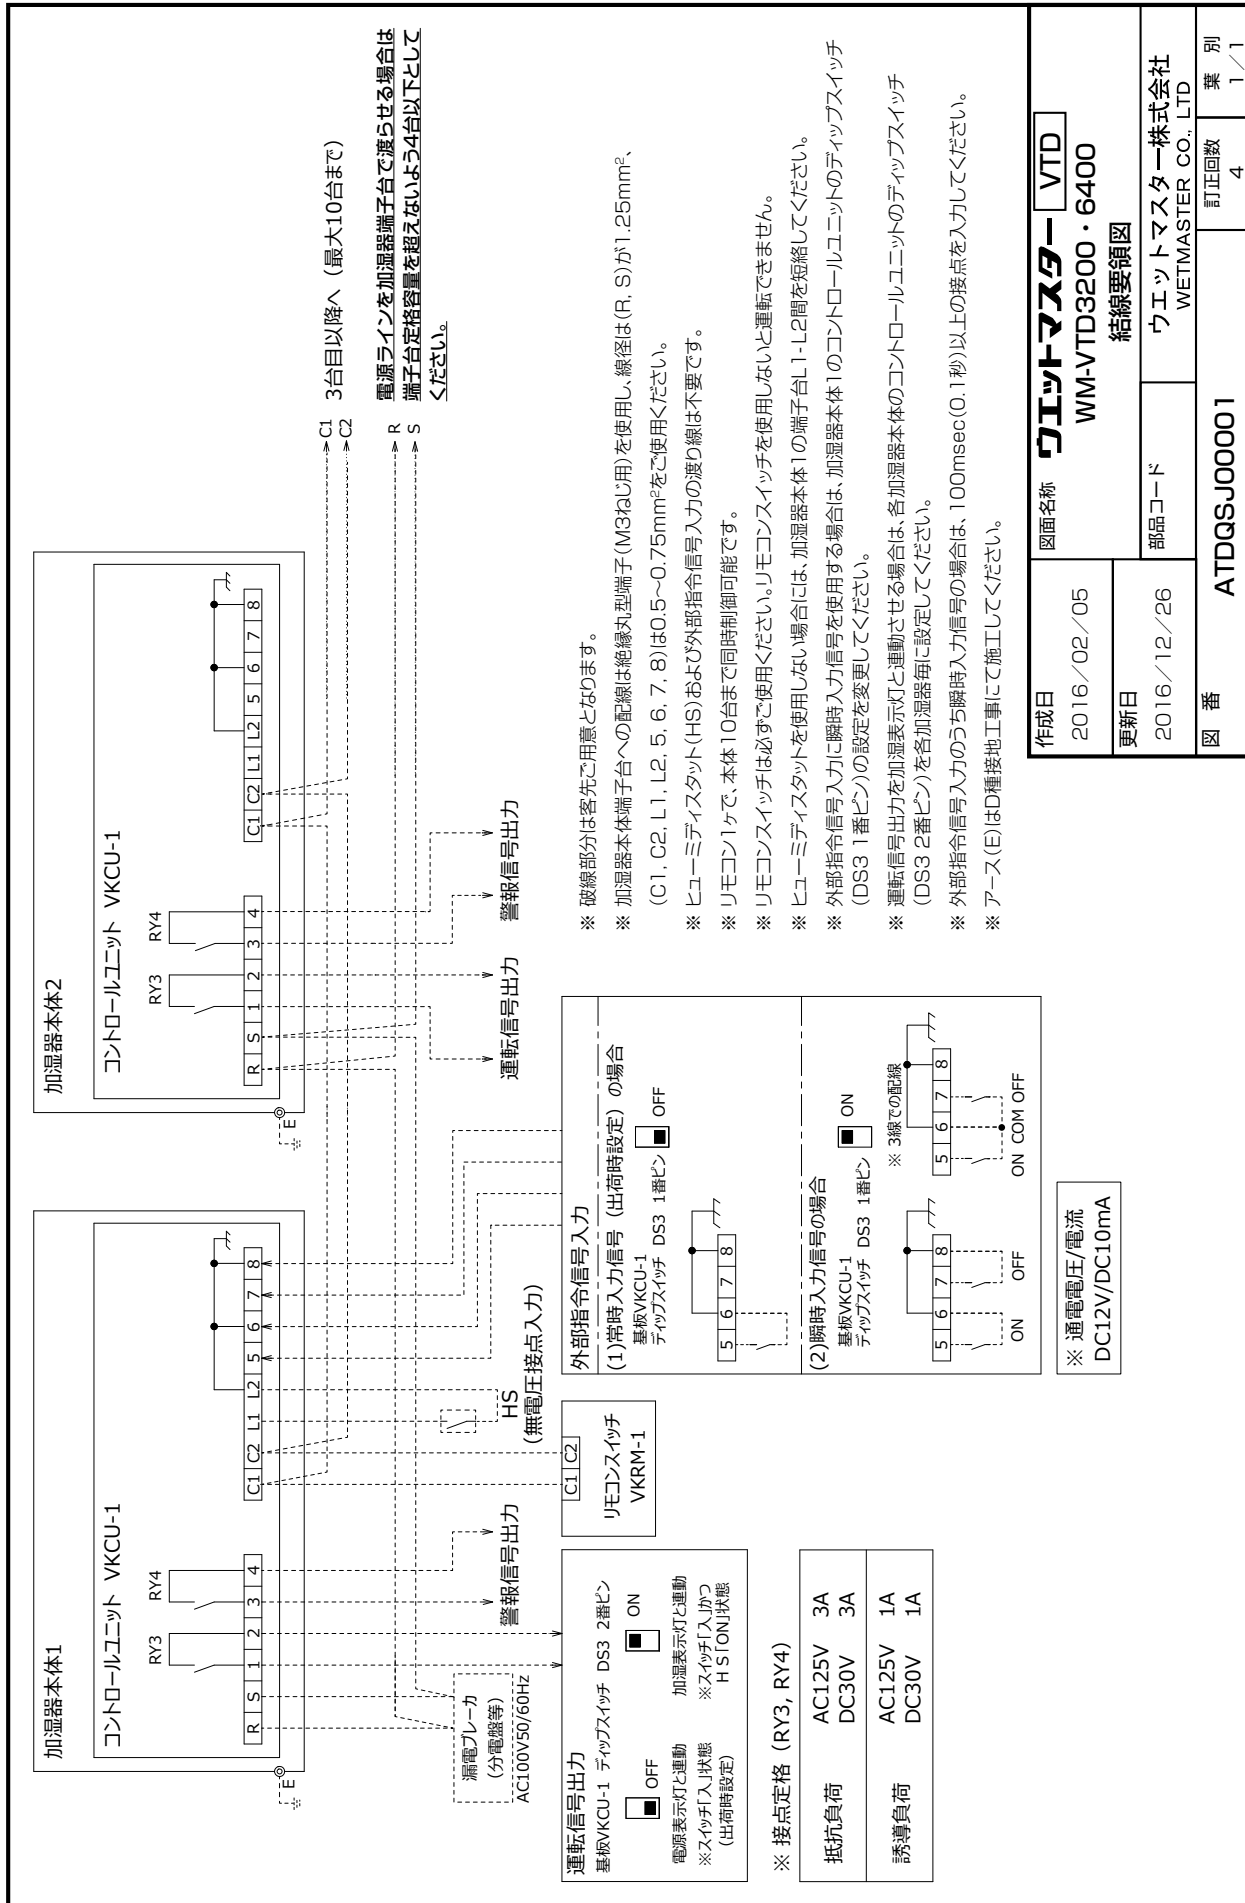 加湿器本体1
コントロールユニット VKCU-1
RY3
RY4
R S 1 2 3 4
C1 C2 L1 L2 5 6 7 8
E
漏電ブレーカ
(分電盤等)
AC100V50/60Hz
警報信号出力
HS
(無電圧接点入力)
加湿器本体2
コントロールユニット VKCU-1
RY3
RY4
R S 1 2 3 4
C1 C2 L1 L2 5 6 7 8
E
運転信号出力
警報信号出力
C1
C2
3台目以降へ (最大10台まで)
R
S
電源ラインを加湿器端子台で渡らせる場合は
端子台定格容量を超えないよう4台以下として
ください。
運転信号出力
基板VKCU-1 ディップスイッチ DS3 2番ピン
OFF
ON
電源表示灯と連動
※スイッチ「入」状態
(出荷時設定)
加湿表示灯と連動
※スイッチ「入」かつ
HS「ON」状態
C1 C2
リモコンスイッチ
VKRM-1
※ 接点定格 (RY3, RY4)
抵抗負荷 AC125V 3A
DC30V 3A
誘導負荷 AC125V 1A
DC30V 1A
外部指令信号入力
(1)常時入力信号 (出荷時設定) の場合
基板VKCU-1
ディップスイッチ DS3 1番ピン
OFF
5 6 7 8
(2)瞬時入力信号の場合
基板VKCU-1
ディップスイッチ DS3 1番ピン
ON
5 6 7 8
ON OFF
※ 3線での配線
5 6 7 8
ON COM OFF
※ 通電電圧/電流
DC12V/DC10mA
※ 破線部分は客先ご用意となります。
※ 加湿器本体端子台への配線は絶縁丸型端子(M3ねじ用)を使用し、線径は(R, S)が1.25mm²、
(C1, C2, L1, L2, 5, 6, 7, 8)は0.5〜0.75mm²をご使用ください。
※ ヒューミディスタット(HS)および外部指令信号入力の渡り線は不要です。
※ リモコン1ヶで、本体10台まで同時制御可能です。
※ リモコンスイッチは必ずご使用ください。リモコンスイッチを使用しないと運転できません。
※ ヒューミディスタットを使用しない場合には、加湿器本体1の端子台L1-L2間を短絡してください。
※ 外部指令信号入力に瞬時入力信号を使用する場合は、加湿器本体1のコントロールユニットのディップスイッチ
(DS3 1番ピン)の設定を変更してください。
※ 運転信号出力を加湿表示灯と連動させる場合は、各加湿器本体のコントロールユニットのディップスイッチ
(DS3 2番ピン)を各加湿器毎に設定してください。
※ 外部指令信号入力のうち瞬時入力信号の場合は、100msec(0.1秒)以上の接点を入力してください。
※ アース(E)はD種接地工事にて施工してください。
作成日
2016/02/05
更新日
2016/12/26
図面名称
ウエットマスター VTD
WM-VTD3200・6400
結線要領図
部品コード
ウエットマスター株式会社
WETMASTER CO., LTD
図 番
ATDQSJ00001
訂正回数
4
葉 別
1/1